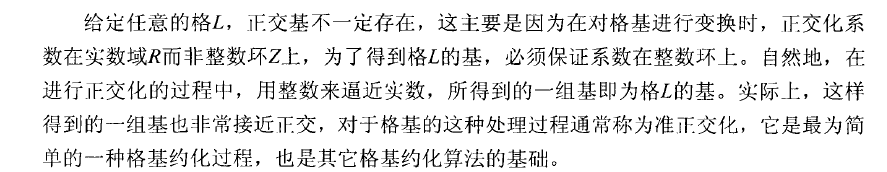 给定任意的格L，正交基不一定存在，这主要是因为在对格基进行变换时，正交化系
数在实数域R而非整数环Z上，为了得到格L的基，必须保证系数在整数环上。自然地，在
进行正交化的过程中，用整数来逼近实数，所得到的一组基即为格L的基。实际上，这样
得到的一组基也非常接近正交，对于格基的这种处理过程通常称为准正交化，它是最为简
单的一种格基约化过程，也是其它格基约化算法的基础。